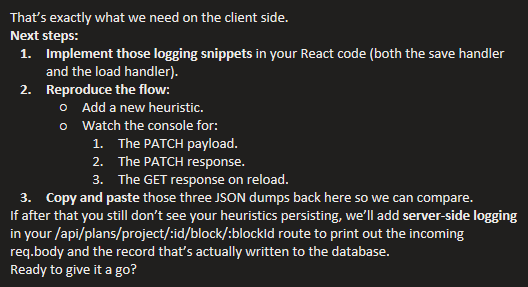 That's exactly what we need on the client side.
Next steps:
1. Implement those logging snippets in your React code (both the save handler
and the load handler).
2. Reproduce the flow:
o Add a new heuristic.
o Watch the console for:
1. The PATCH payload.
2. The PATCH response.
3. The GET response on reload.
3. Copy and paste those three JSON dumps back here so we can compare.
If after that you still don't see your heuristics persisting, we'll add server-side logging
in your /api/plans/project/:id/block/:blockId route to print out the incoming
req.body and the record that's actually written to the database.
Ready to give it a go?